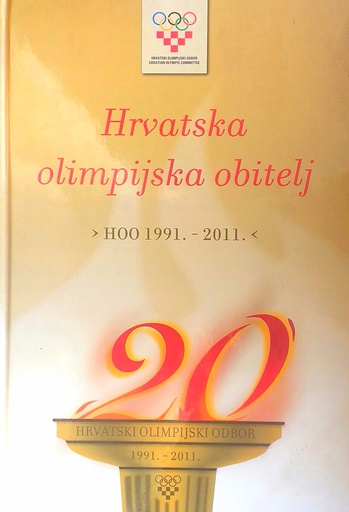 HRVATSKI OLIMPIJSKI ODBOR
CROATIAN OLYMPIC COMMITTEE
Hrvatska
olimpijska obitelj
> HOO 1991. - 2011. <
20
HRVATSKI OLIMPIJSKI ODBOR
1991. - 2011.